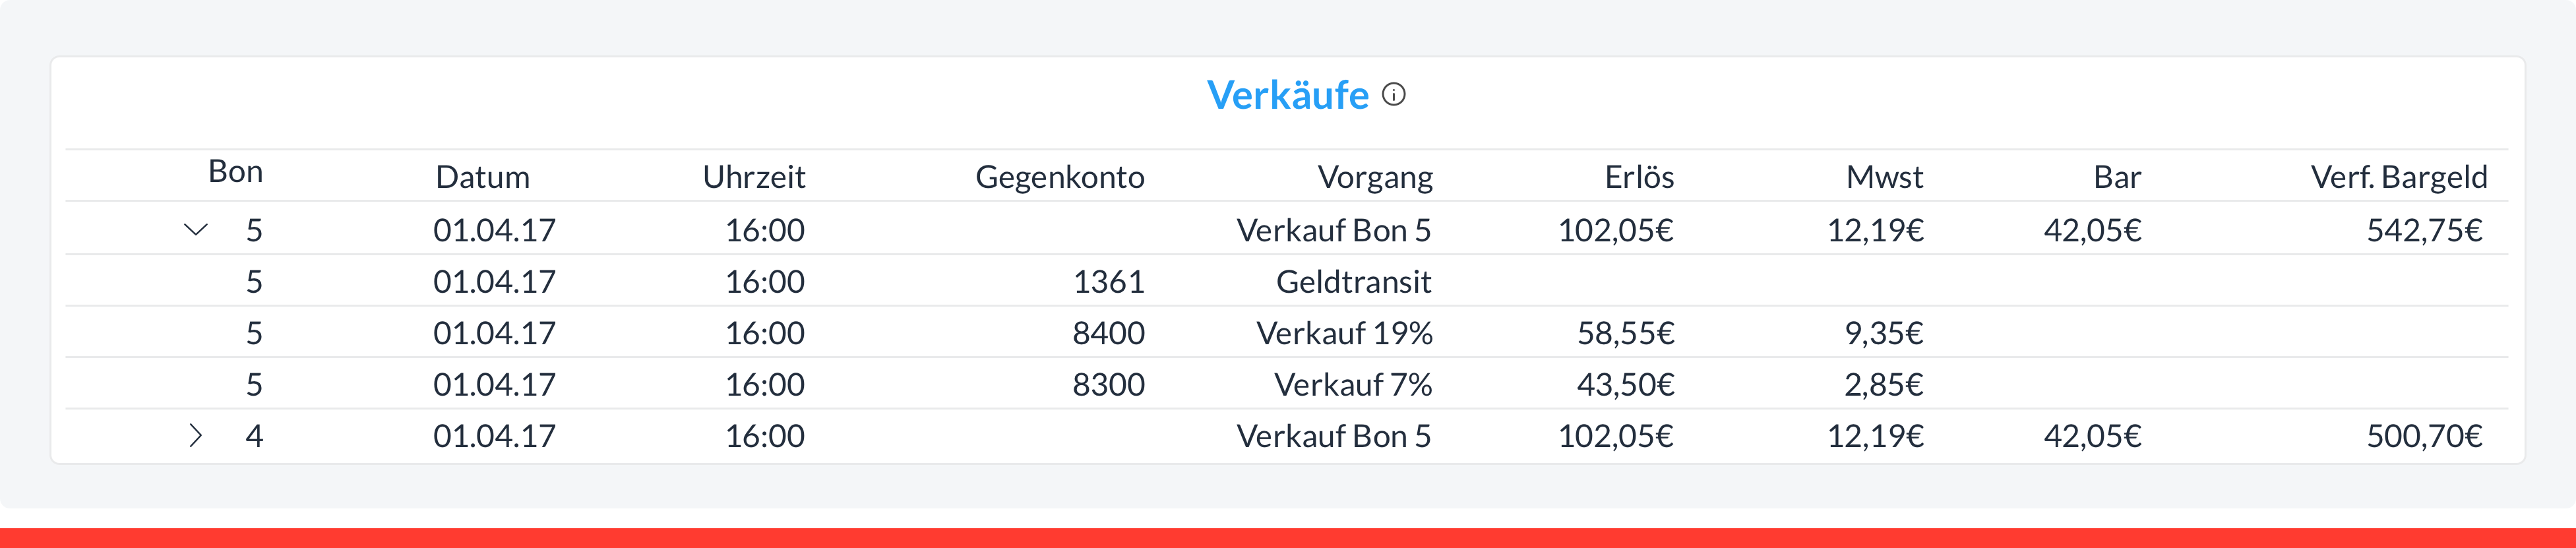 Verkäufe
Bon Datum Uhrzeit Gegenkonto Vorgang Erlös Mwst Bar Verf. Bargeld
5 01.04.17 16:00 Verkauf Bon 5 102,05€ 12,19€ 42,05€ 542,75€
5 01.04.17 16:00 1361 Geldtransit
5 01.04.17 16:00 8400 Verkauf 19% 58,55€ 9,35€
5 01.04.17 16:00 8300 Verkauf 7% 43,50€ 2,85€
4 01.04.17 16:00 Verkauf Bon 5 102,05€ 12,19€ 42,05€ 500,70€